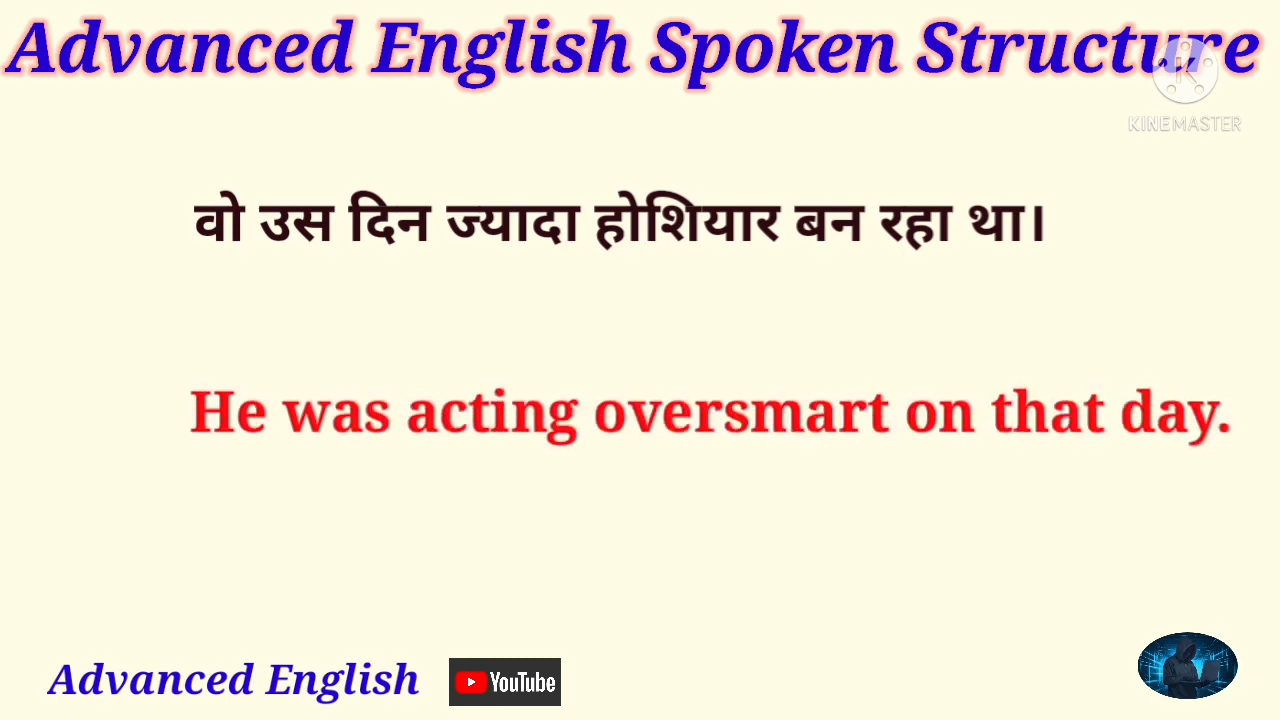 Advanced English Spoken Structure
KINEMASTER
वो उस दिन ज्यादा होशियार बन रहा था।
He was acting oversmart on that day.
Advanced English
YouTube